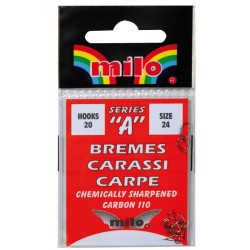 milo
®
HOOKS
20
SERIES
"A"
SIZE
24
BREMES
CARASSI
CARPE
CHEMICALLY SHARPENED
CARBON 110
milo